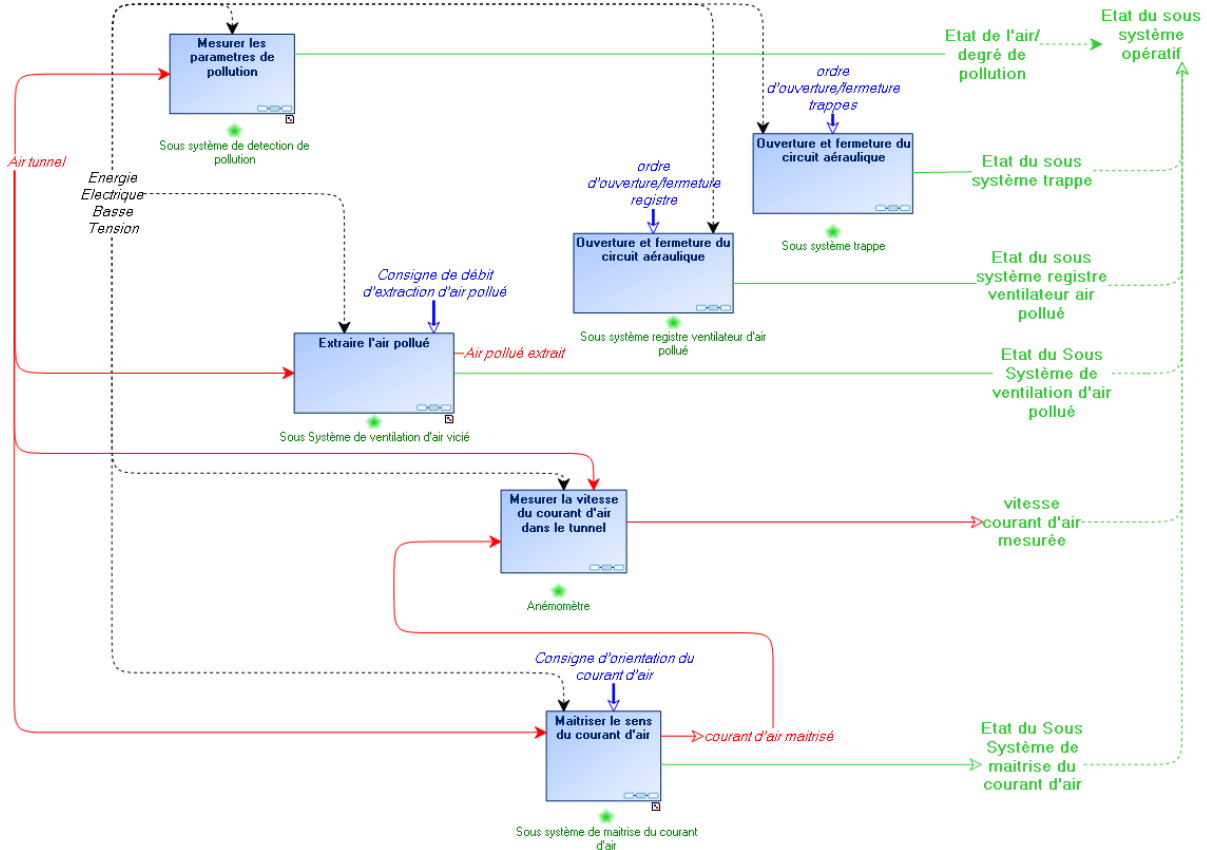 Etat du sous
système
opératif
Etat de l'air/
degré de
pollution
Mesurer les
parametres de
pollution
Sous système de detection de
pollution
ordre
d'ouverture/fermeture
trappes
Ouverture et fermeture du
circuit aéraulique
Sous système trappe
Etat du sous
système trappe
Air tunnel
Energie
Electrique
Basse
Tension
ordre
d'ouverture/fermeture
registre
Ouverture et fermeture du
circuit aéraulique
Sous système registre ventilateur d'air
pollué
Etat du sous
système registre
ventilateur air
pollué
Consigne de débit
d'extraction d'air pollué
Extraire l'air pollué
Air pollué extrait
Sous Système de ventilation d'air vicié
Etat du Sous
Système de
ventilation d'air
pollué
Mesurer la vitesse
du courant d'air
dans le tunnel
Anémomètre
vitesse
courant d'air
mesurée
Consigne d'orientation du
courant d'air
Maitriser le sens
du courant d'air
courant d'air maitrisé
Sous système de maitrise du courant
d'air
Etat du Sous
Système de
maitrise du
courant d'air